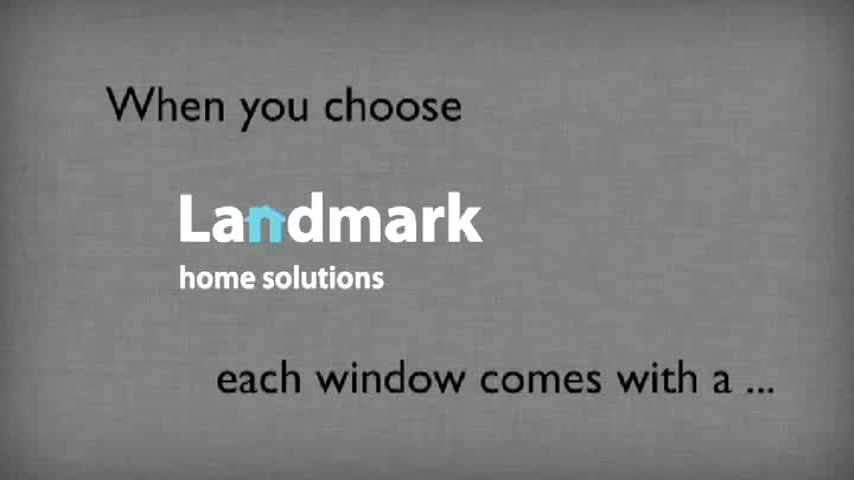 When you choose
Landmark
home solutions
each window comes with a ...